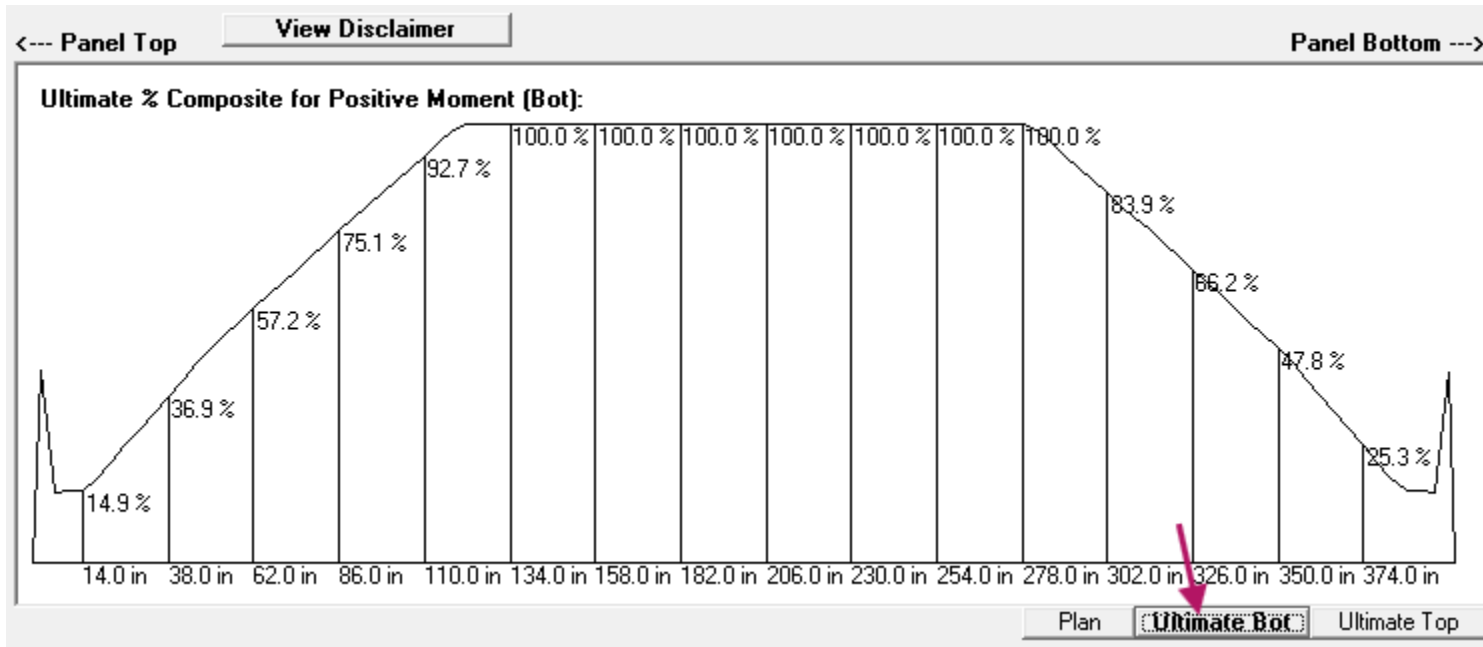 View Disclaimer
<--- Panel Top
Panel Bottom --->
Ultimate % Composite for Positive Moment (Bot):
100.0 % 100.0 % 100.0 % 100.0 % 100.0 % 100.0 % 100.0 %
92.7 %
83.9 %
75.1 %
66.2 %
57.2 %
47.8 %
36.9 %
25.3 %
14.9 %
14.0 in 38.0 in 62.0 in 86.0 in 110.0 in 134.0 in 158.0 in 182.0 in 206.0 in 230.0 in 254.0 in 278.0 in 302.0 in 326.0 in 350.0 in 374.0 in
Plan Ultimate Bot Ultimate Top